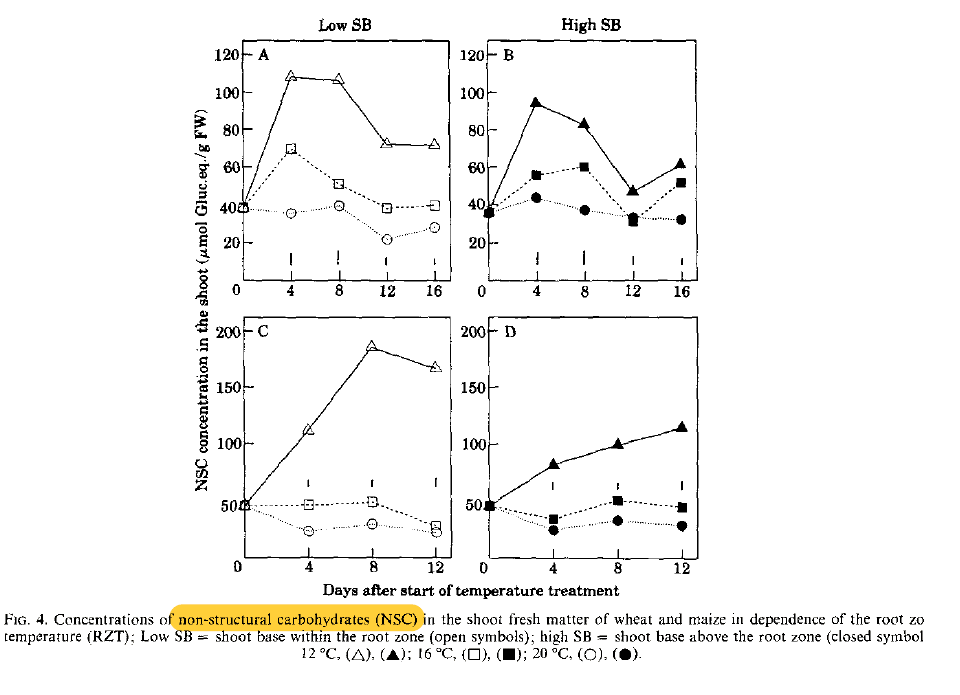 Low SB
High SB
120 A
100
80
60
40
20
0 4 8 12 16
120 B
100
80
60
40
20
0 4 8 12 16
NSC concentration in the shoot (μmol Gluc.eq./g FW)
200 C
150
100
50
0 4 8 12
200 D
150
100
50
0 4 8 12
Days after start of temperature treatment
FIG. 4. Concentrations of non-structural carbohydrates (NSC) in the shoot fresh matter of wheat and maize in dependence of the root zo
temperature (RZT); Low SB = shoot base within the root zone (open symbols); high SB = shoot base above the root zone (closed symbol
12 °C, (△), (▲); 16 °C, (□), (■); 20 °C, (○), (●).